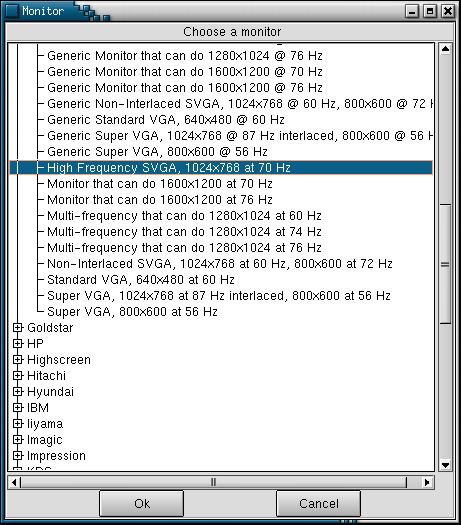 Monitor
Choose a monitor
Generic Monitor that can do 1280x1024 @ 76 Hz
Generic Monitor that can do 1600x1200 @ 70 Hz
Generic Monitor that can do 1600x1200 @ 76 Hz
Generic Non-Interlaced SVGA, 1024x768 @ 60 Hz, 800x600 @ 72 H
Generic Standard VGA, 640x480 @ 60 Hz
Generic Super VGA, 1024x768 @ 87 Hz interlaced, 800x600 @ 56 H
Generic Super VGA, 800x600 @ 56 Hz
High Frequency SVGA, 1024x768 at 70 Hz
Monitor that can do 1600x1200 at 70 Hz
Monitor that can do 1600x1200 at 76 Hz
Multi-frequency that can do 1280x1024 at 60 Hz
Multi-frequency that can do 1280x1024 at 74 Hz
Multi-frequency that can do 1280x1024 at 76 Hz
Non-Interlaced SVGA, 1024x768 at 60 Hz, 800x600 at 72 Hz
Standard VGA, 640x480 at 60 Hz
Super VGA, 1024x768 at 87 Hz interlaced, 800x600 at 56 Hz
Super VGA, 800x600 at 56 Hz
Goldstar
HP
Highscreen
Hitachi
Hyundai
IBM
Iiyama
Imagic
Impression
KDS
Ok
Cancel